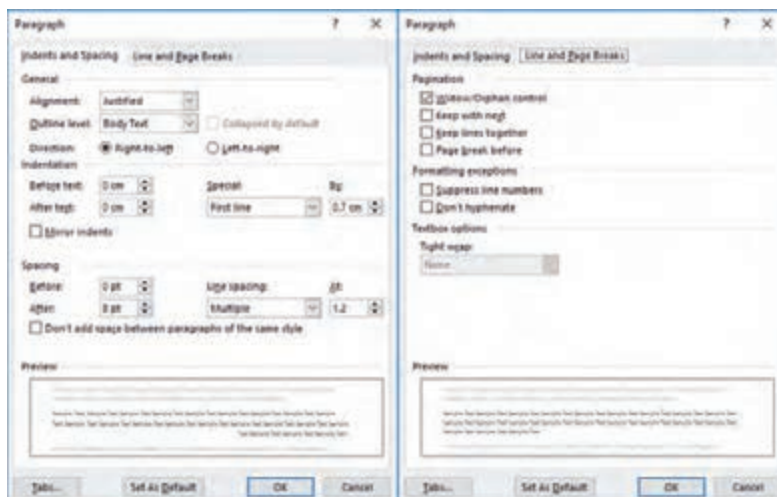 Paragraph ? ×
Indents and Spacing Line and Page Breaks
General
Alignment: Justified
Outline level: Body Text Collapsed by default
Direction: Right-to-left Left-to-right
Indentation
Before text: 0 cm Special: By:
After text: 0 cm First line 0.7 cm
Mirror indents
Spacing
Before: 0 pt Line spacing: At:
After: 8 pt Multiple 1.2
Don't add space between paragraphs of the same style
Preview
Tabs... Set As Default OK Cancel
Paragraph ? ×
Indents and Spacing Line and Page Breaks
Pagination
Widow/Orphan control
Keep with next
Keep lines together
Page break before
Formatting exceptions
Suppress line numbers
Don't hyphenate
Textbox options
Tight wrap:
None
Preview
Tabs... Set As Default OK Cancel